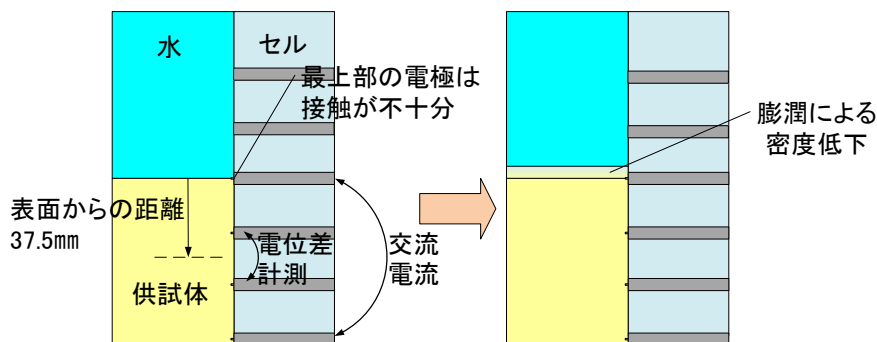 水
セル
最上部の電極は
接触が不十分
表面からの距離
37.5mm
供試体
電位差
計測
交流
電流
膨潤による
密度低下